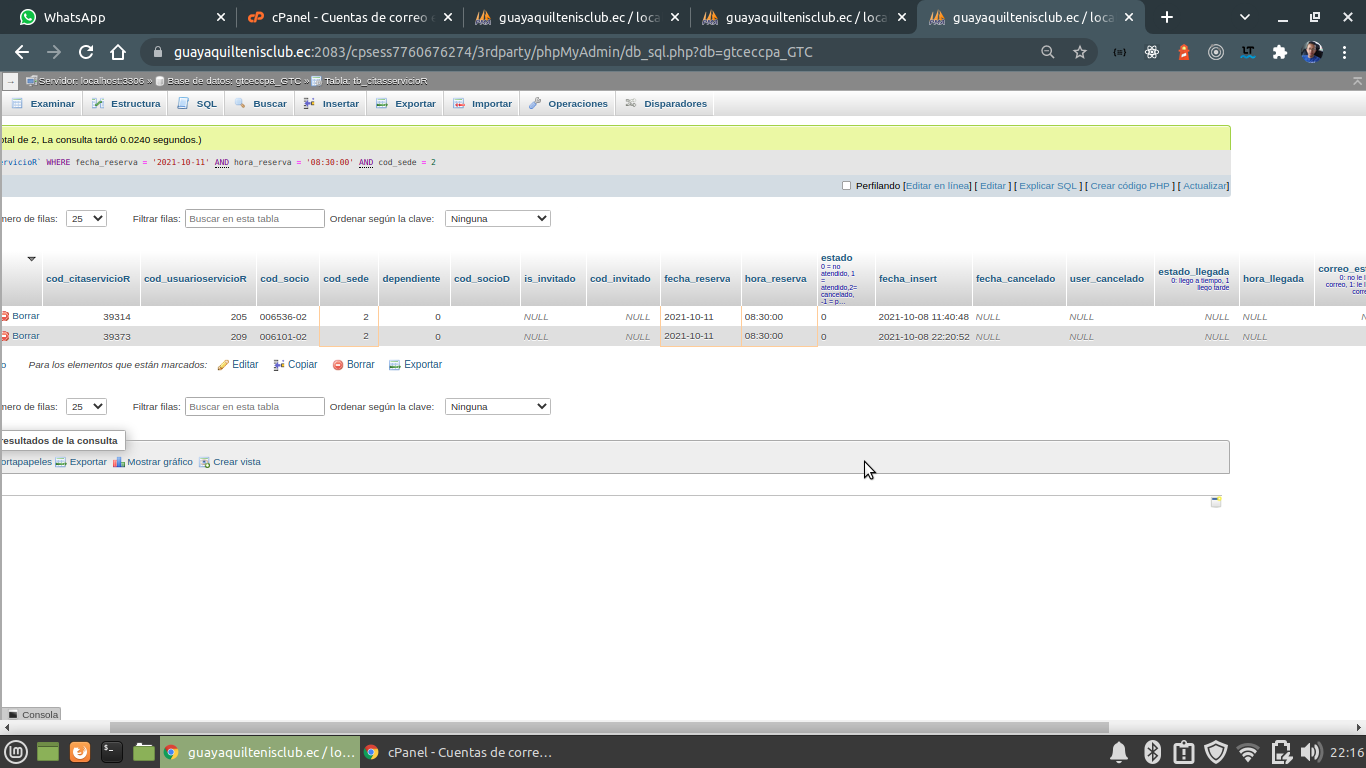 WhatsApp
cPanel - Cuentas de correo
guayaquiltenisclub.ec / loca
guayaquiltenisclub.ec / loca
guayaquiltenisclub.ec / loca
guayaquiltenisclub.ec:2083/cpsess7760676274/3rdparty/phpMyAdmin/db_sql.php?db=gtceccpa_GTC
Servidor: localhost:3306 » Base de datos: gtceccpa_GTC » Tabla: tb_citasservicioR
Examinar Estructura SQL Buscar Insertar Exportar Importar Operaciones Disparadores
otal de 2, La consulta tardó 0.0240 segundos.)
ervicioR` WHERE fecha_reserva = '2021-10-11' AND hora_reserva = '08:30:00' AND cod_sede = 2
Perfilando [Editar en línea] [ Editar ] [ Explicar SQL ] [ Crear código PHP ] [ Actualizar]
mero de filas: 25 Filtrar filas: Buscar en esta tabla Ordenar según la clave: Ninguna
cod_citaservicioR cod_usuarioservicioR cod_socio cod_sede dependiente cod_socioD is_invitado cod_invitado fecha_reserva hora_reserva estado fecha_insert fecha_cancelado user_cancelado estado_llegada hora_llegada correo_es
0 = no
atendido, 1
=
atendido,2=
cancelado,
-1 = p...
0: llego a tiempo, 1
llego tarde
0: no le l
correo, 1: le l
corre
Borrar 39314 205 006536-02 2 0 NULL NULL 2021-10-11 08:30:00 0 2021-10-08 11:40:48 NULL NULL NULL NULL
Borrar 39373 209 006101-02 2 0 NULL NULL 2021-10-11 08:30:00 0 2021-10-08 22:20:52 NULL NULL NULL NULL
o Para los elementos que están marcados: Editar Copiar Borrar Exportar
mero de filas: 25 Filtrar filas: Buscar en esta tabla Ordenar según la clave: Ninguna
resultados de la consulta
ortapapeles Exportar Mostrar gráfico Crear vista
Consola
guayaquiltenisclub.ec / lo... cPanel - Cuentas de corre... 22:16